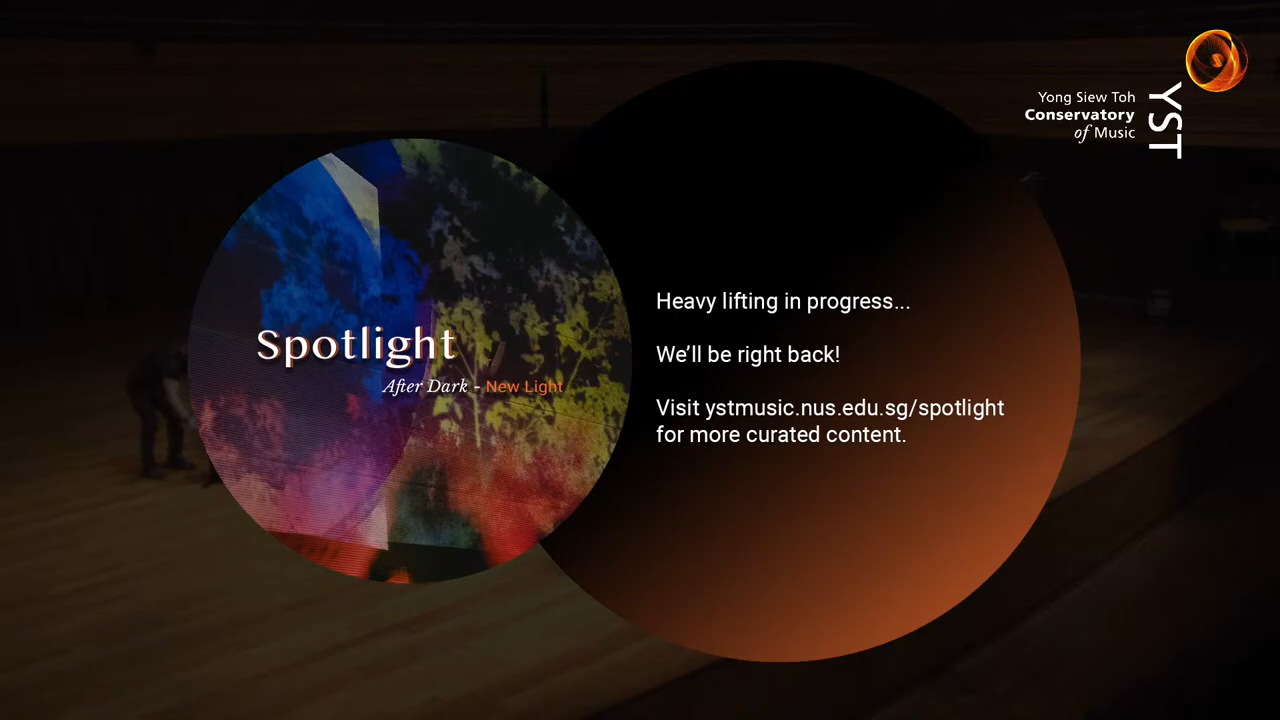 Yong Siew Toh
Conservatory
of Music
YST
Spotlight
After Dark - New Light
Heavy lifting in progress...
We’ll be right back!
Visit ystmusic.nus.edu.sg/spotlight
for more curated content.